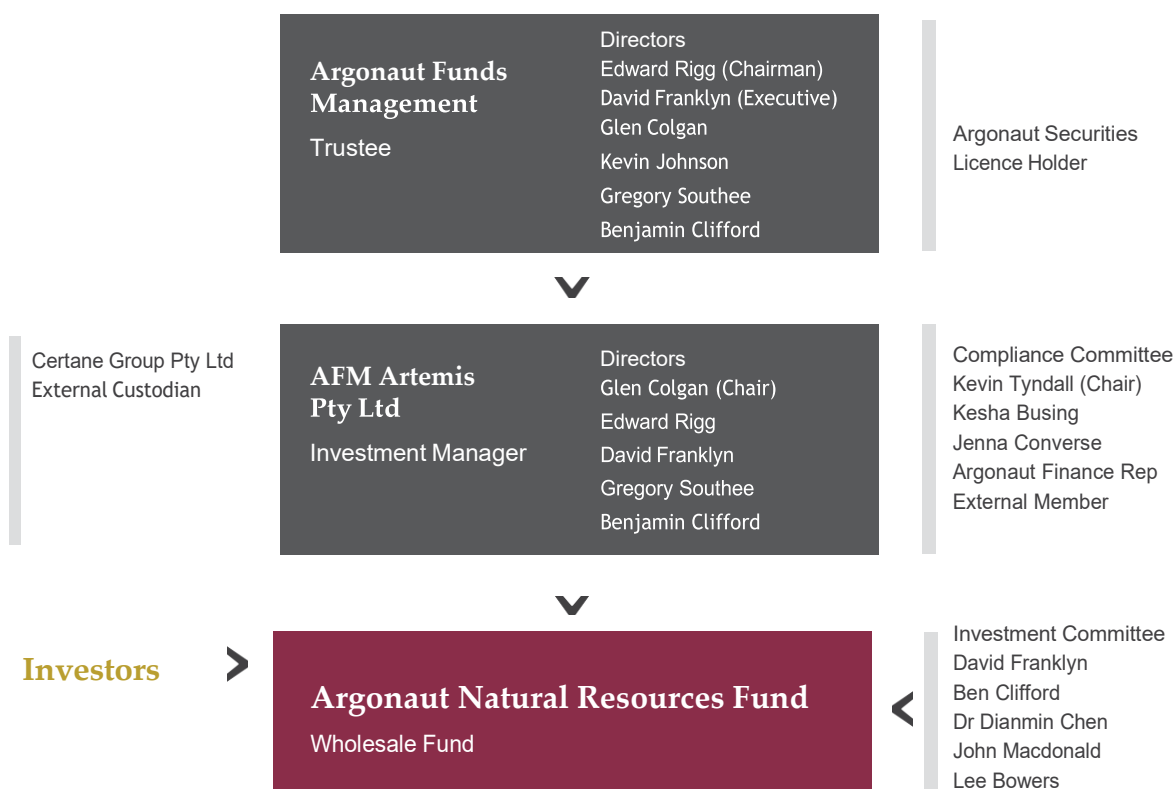 Argonaut Funds
Management
Trustee
Directors
Edward Rigg (Chairman)
David Franklyn (Executive)
Glen Colgan
Kevin Johnson
Gregory Southee
Benjamin Clifford
Argonaut Securities
Licence Holder
Certane Group Pty Ltd
External Custodian
AFM Artemis
Pty Ltd
Investment Manager
Directors
Glen Colgan (Chair)
Edward Rigg
David Franklyn
Gregory Southee
Benjamin Clifford
Compliance Committee
Kevin Tyndall (Chair)
Kesha Busing
Jenna Converse
Argonaut Finance Rep
External Member
Investors
Argonaut Natural Resources Fund
Wholesale Fund
Investment Committee
David Franklyn
Ben Clifford
Dr Dianmin Chen
John Macdonald
Lee Bowers